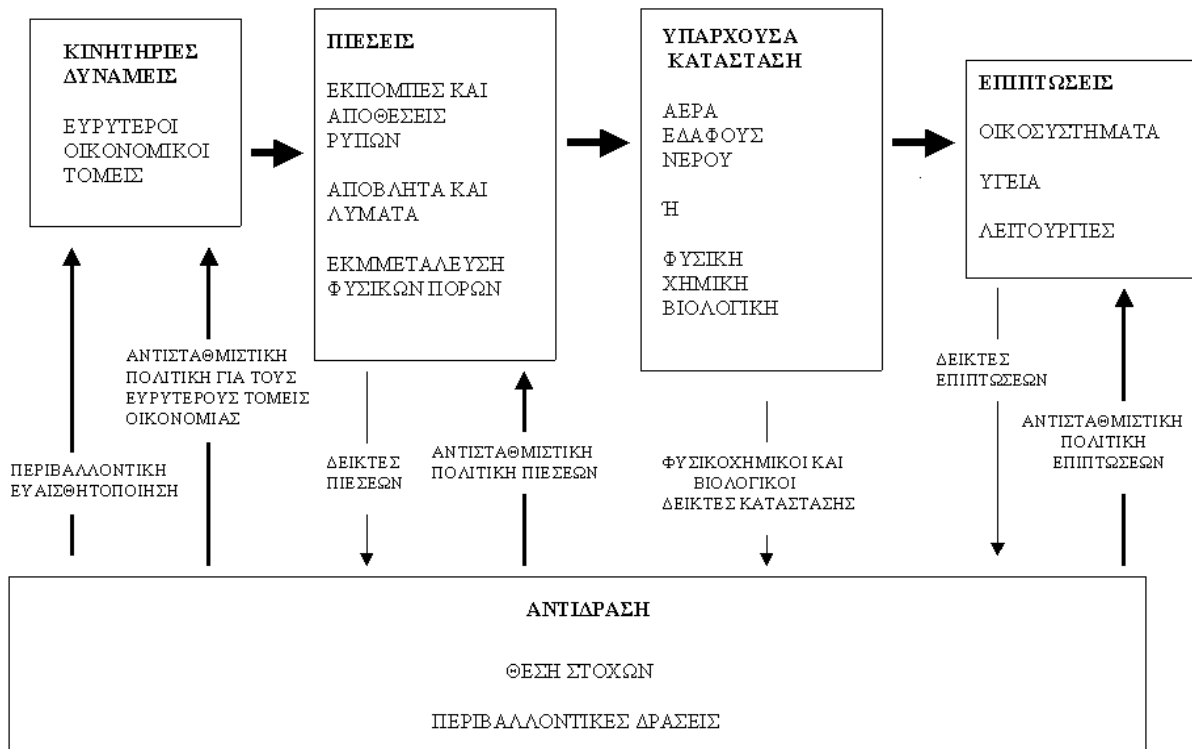 ΚΙΝΗΤΗΡΙΕΣ
ΔΥΝΑΜΕΙΣ
ΕΥΡΥΤΕΡΟΙ
ΟΙΚΟΝΟΜΙΚΟΙ
ΤΟΜΕΙΣ
ΠΙΕΣΕΙΣ
ΕΚΠΟΜΠΕΣ ΚΑΙ
ΑΠΟΘΕΣΕΙΣ
ΡΥΠΩΝ
ΑΠΟΒΛΗΤΑ ΚΑΙ
ΛΥΜΑΤΑ
ΕΚΜΜΕΤΑΛΕΥΣΗ
ΦΥΣΙΚΩΝ ΠΟΡΩΝ
ΥΠΑΡΧΟΥΣΑ
ΚΑΤΑΣΤΑΣΗ
ΑΕΡΑ
ΕΔΑΦΟΥΣ
ΝΕΡΟΥ
Ή
ΦΥΣΙΚΗ
ΧΗΜΙΚΗ
ΒΙΟΛΟΓΙΚΗ
ΕΠΙΠΤΩΣΕΙΣ
ΟΙΚΟΣΥΣΤΗΜΑΤΑ
ΥΓΕΙΑ
ΛΕΙΤΟΥΡΓΙΕΣ
ΠΕΡΙΒΑΛΛΟΝΤΙΚΗ
ΕΥΑΙΣΘΗΤΟΠΟΙΗΣΗ
ΑΝΤΙΣΤΑΘΜΙΣΤΙΚΗ
ΠΟΛΙΤΙΚΗ ΓΙΑ ΤΟΥΣ
ΕΥΡΥΤΕΡΟΥΣ ΤΟΜΕΙΣ
ΟΙΚΟΝΟΜΙΑΣ
ΔΕΙΚΤΕΣ
ΠΙΕΣΕΩΝ
ΑΝΤΙΣΤΑΘΜΙΣΤΙΚΗ
ΠΟΛΙΤΙΚΗ ΠΙΕΣΕΩΝ
ΦΥΣΙΚΟΧΗΜΙΚΟΙ ΚΑΙ
ΒΙΟΛΟΓΙΚΟΙ
ΔΕΙΚΤΕΣ ΚΑΤΑΣΤΑΣΗΣ
ΔΕΙΚΤΕΣ
ΕΠΙΠΤΩΣΕΩΝ
ΑΝΤΙΣΤΑΘΜΙΣΤΙΚΗ
ΠΟΛΙΤΙΚΗ
ΕΠΙΠΤΩΣΕΩΝ
ΑΝΤΙΔΡΑΣΗ
ΘΕΣΗ ΣΤΟΧΩΝ
ΠΕΡΙΒΑΛΛΟΝΤΙΚΕΣ ΔΡΑΣΕΙΣ